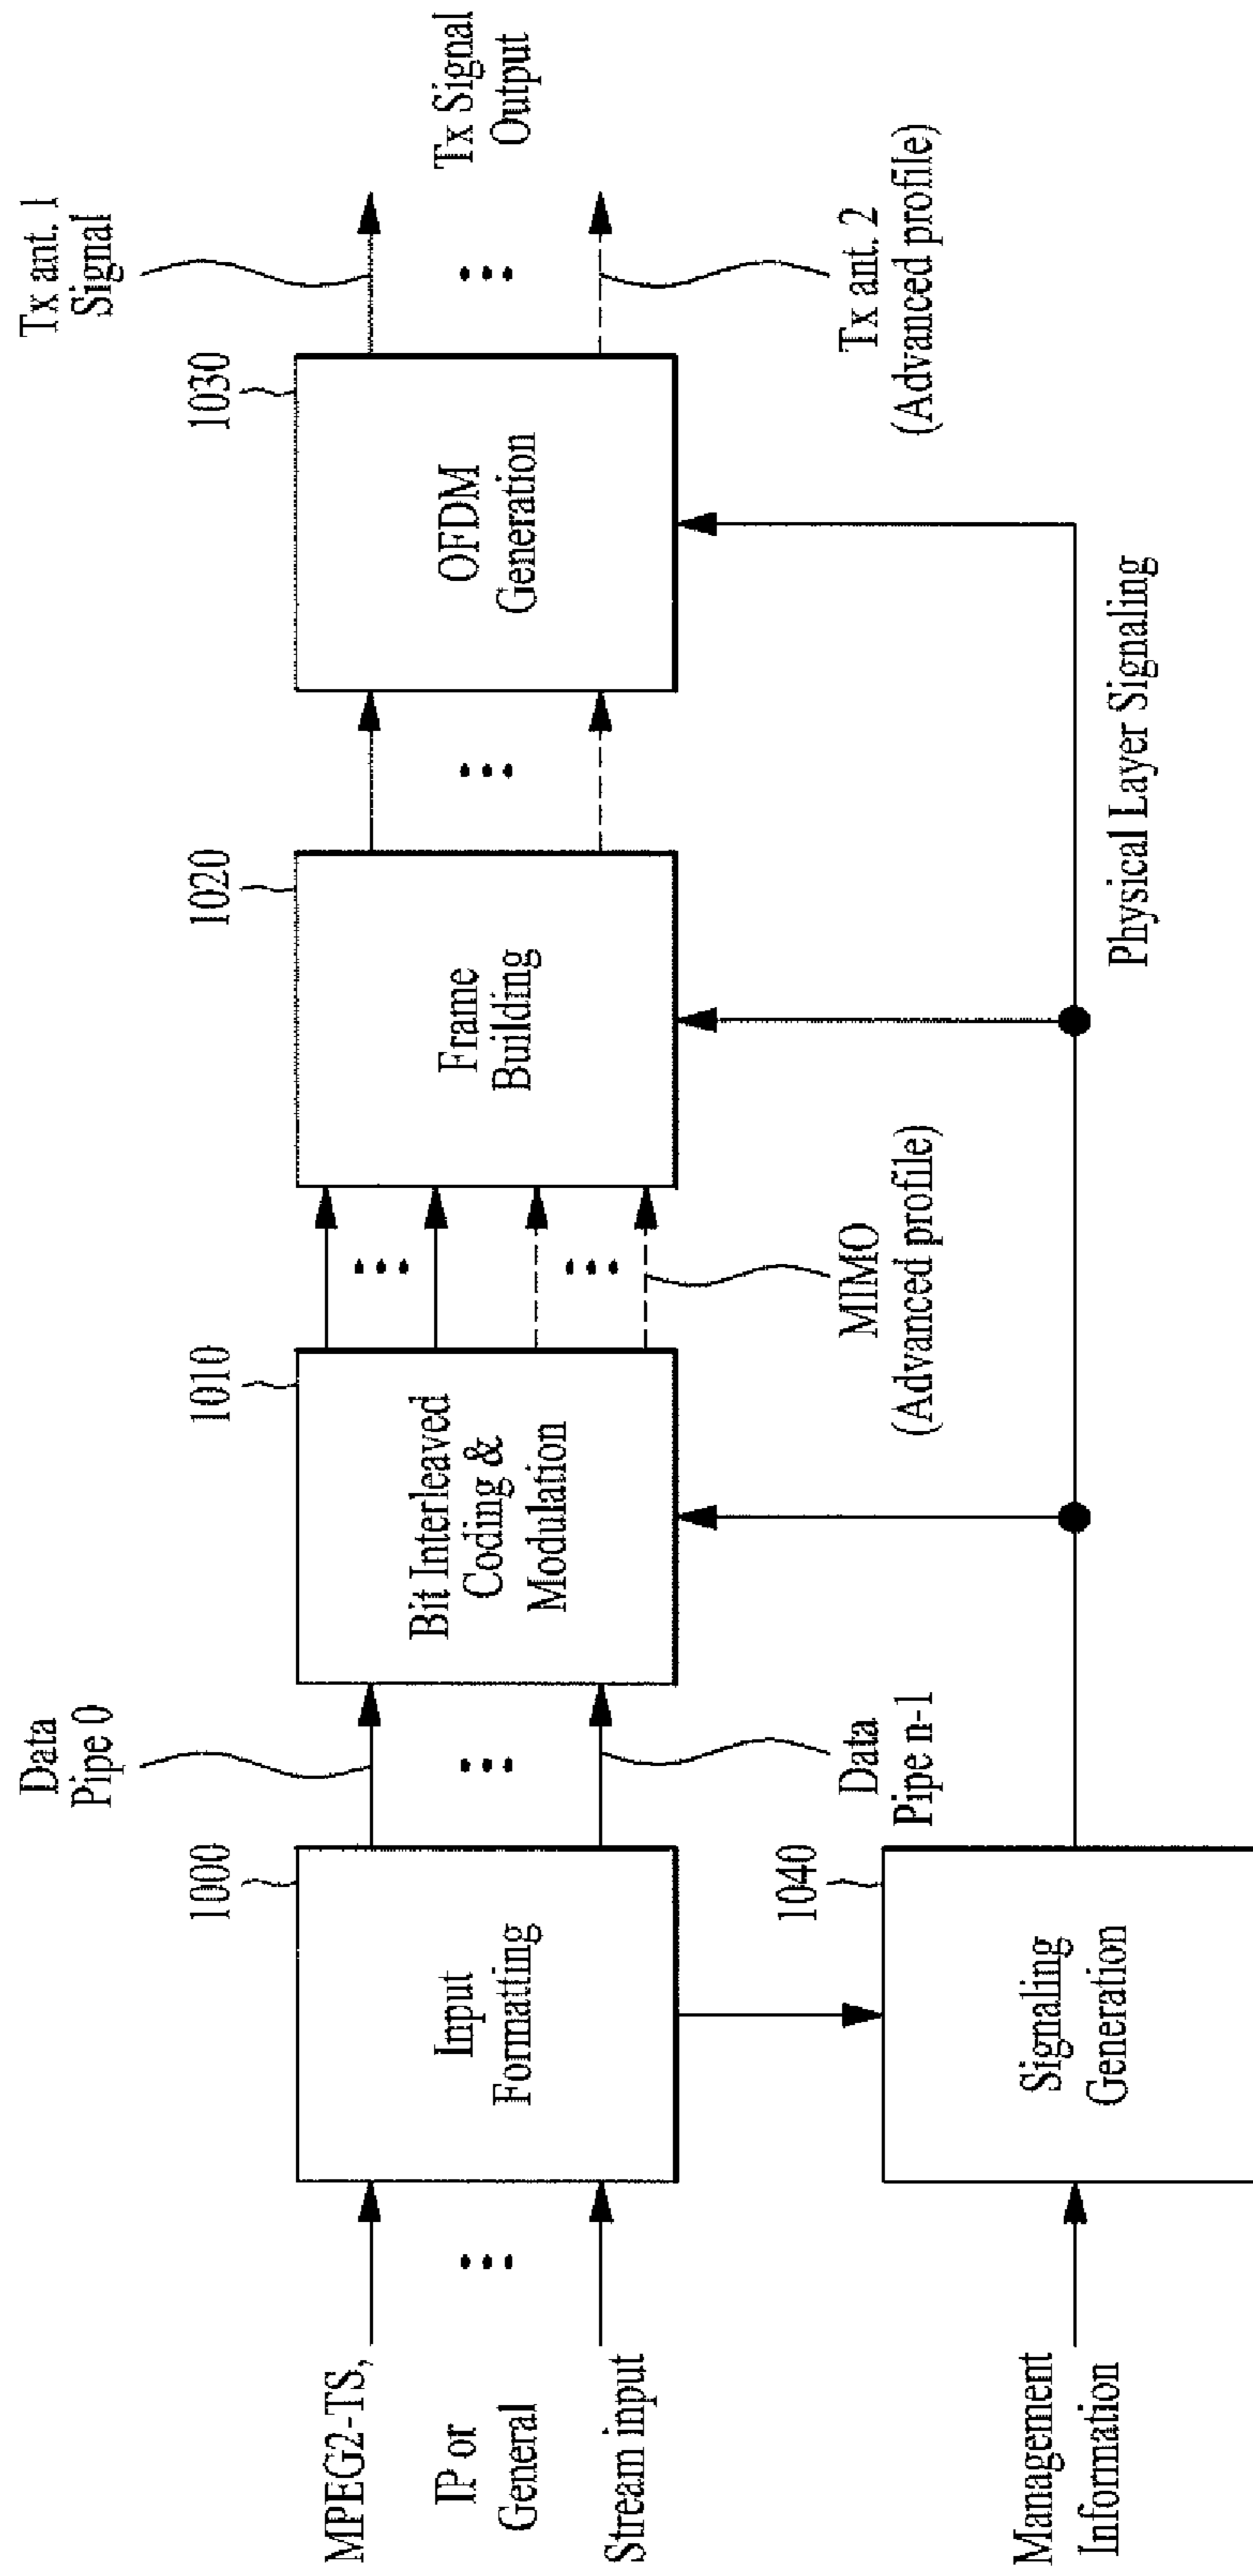 MPEG2-TS,
IP or
General
Stream input
1000
Input
Formatting
Data
Pipe 0
Data
Pipe n-1
1010
Bit Interleaved
Coding &
Modulation
MIMO
(Advanced profile)
1020
Frame
Building
1030
OFDM
Generation
Tx ant. 1
Signal
Tx Signal
Output
Tx ant. 2
(Advanced profile)
Management
Information
1040
Signaling
Generation
Physical Layer Signaling